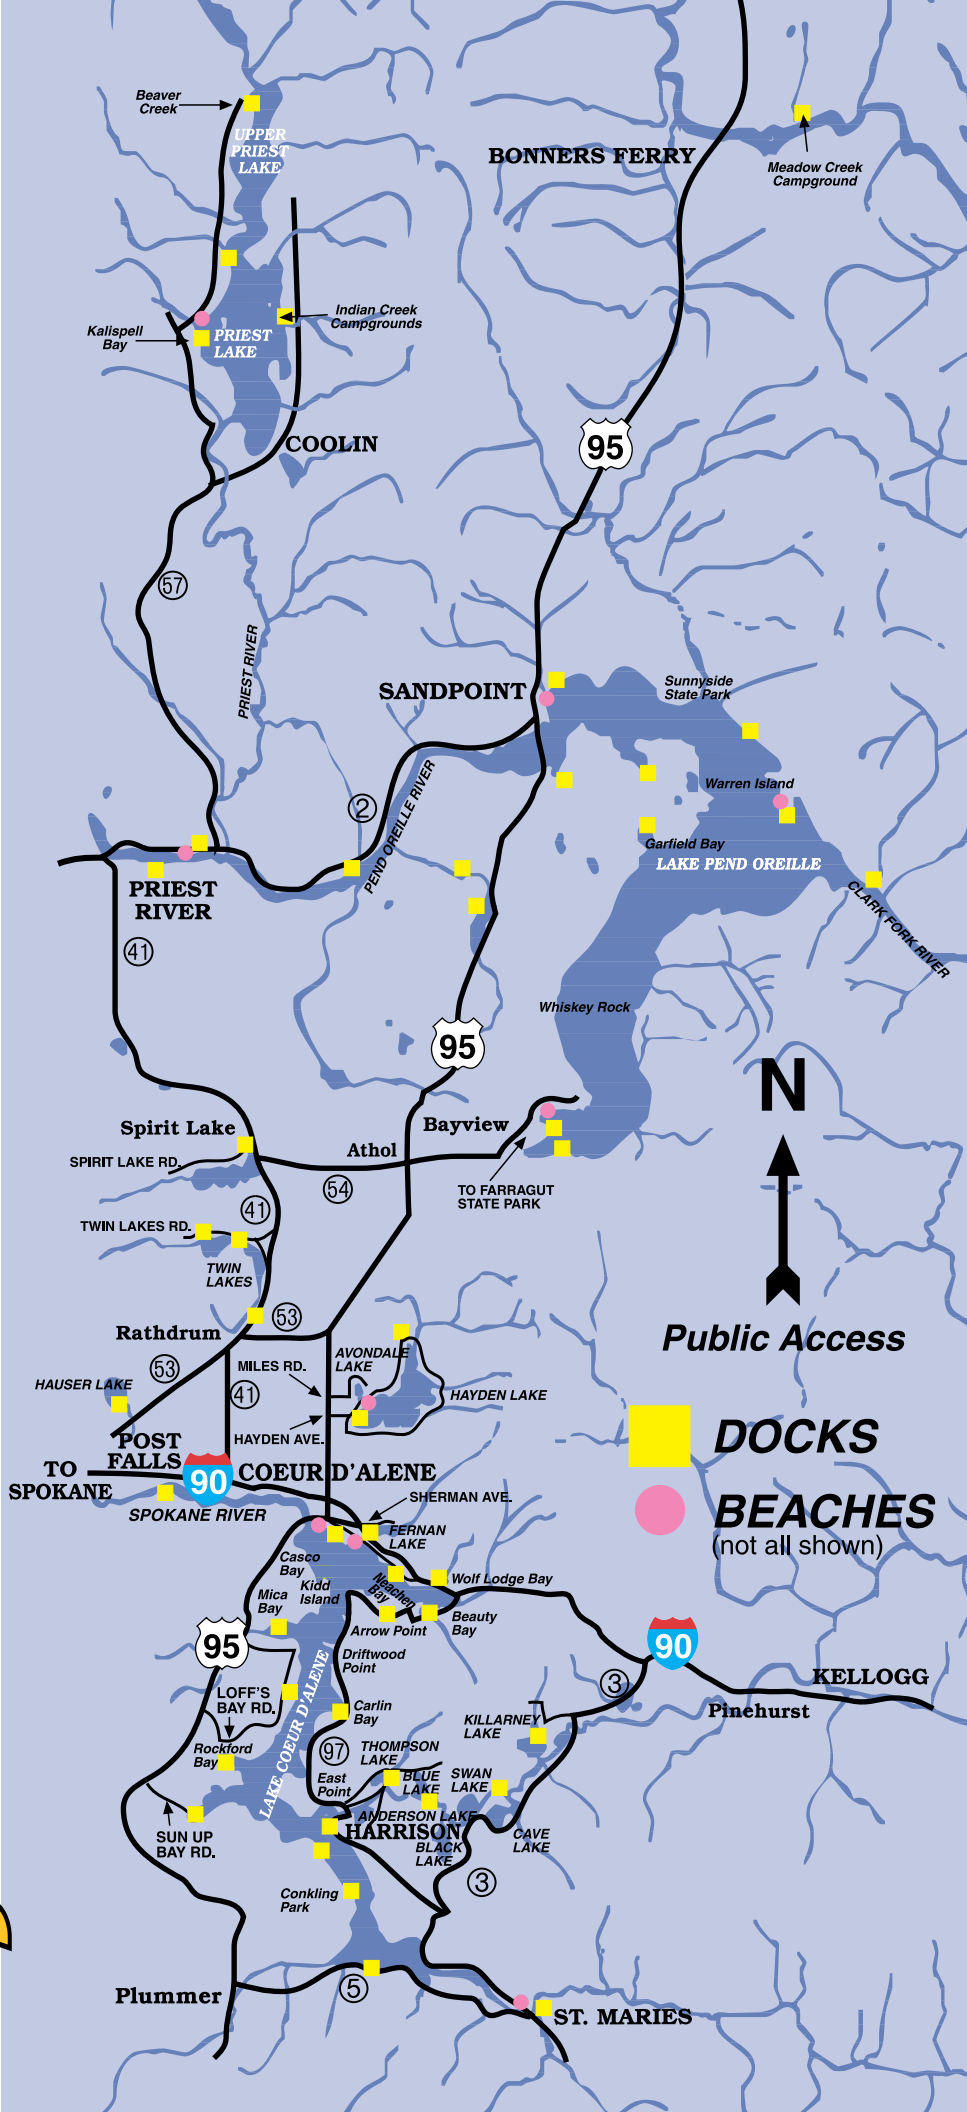 Beaver
Creek
UPPER
PRIEST
LAKE
BONNERS FERRY
Meadow Creek
Campground
Indian Creek
Campgrounds
Kalispell
Bay
PRIEST
LAKE
COOLIN
95
57
PRIEST RIVER
SANDPOINT
Sunnyside
State Park
Warren Island
2
PEND OREILLE RIVER
Garfield Bay
LAKE PEND OREILLE
PRIEST
RIVER
CLARK FORK RIVER
41
Whiskey Rock
95
N
Spirit Lake
Bayview
Athol
SPIRIT LAKE RD.
54
TO FARRAGUT
STATE PARK
41
TWIN LAKES RD.
TWIN
LAKES
53
Rathdrum
Public Access
53
MILES RD.
AVONDALE
LAKE
HAUSER LAKE
41
HAYDEN LAKE
HAYDEN AVE.
DOCKS
POST
FALLS
TO
SPOKANE
90
COEUR D'ALENE
SHERMAN AVE.
BEACHES
(not all shown)
SPOKANE RIVER
FERNAN
LAKE
Casco
Bay
Kidd
Island
Neachen
Bay
Wolf Lodge Bay
Mica
Bay
Arrow Point
Beauty
Bay
95
Driftwood
Point
90
KELLOGG
3
Pinehurst
LOFF'S
BAY RD.
LAKE COEUR D'ALENE
Carlin
Bay
KILLARNEY
LAKE
Rockford
Bay
97
THOMPSON
LAKE
BLUE
LAKE
SWAN
LAKE
East
Point
ANDERSON LAKE
HARRISON
SUN UP
BAY RD.
BLACK
LAKE
CAVE
LAKE
3
Conkling
Park
Plummer
5
ST. MARIES